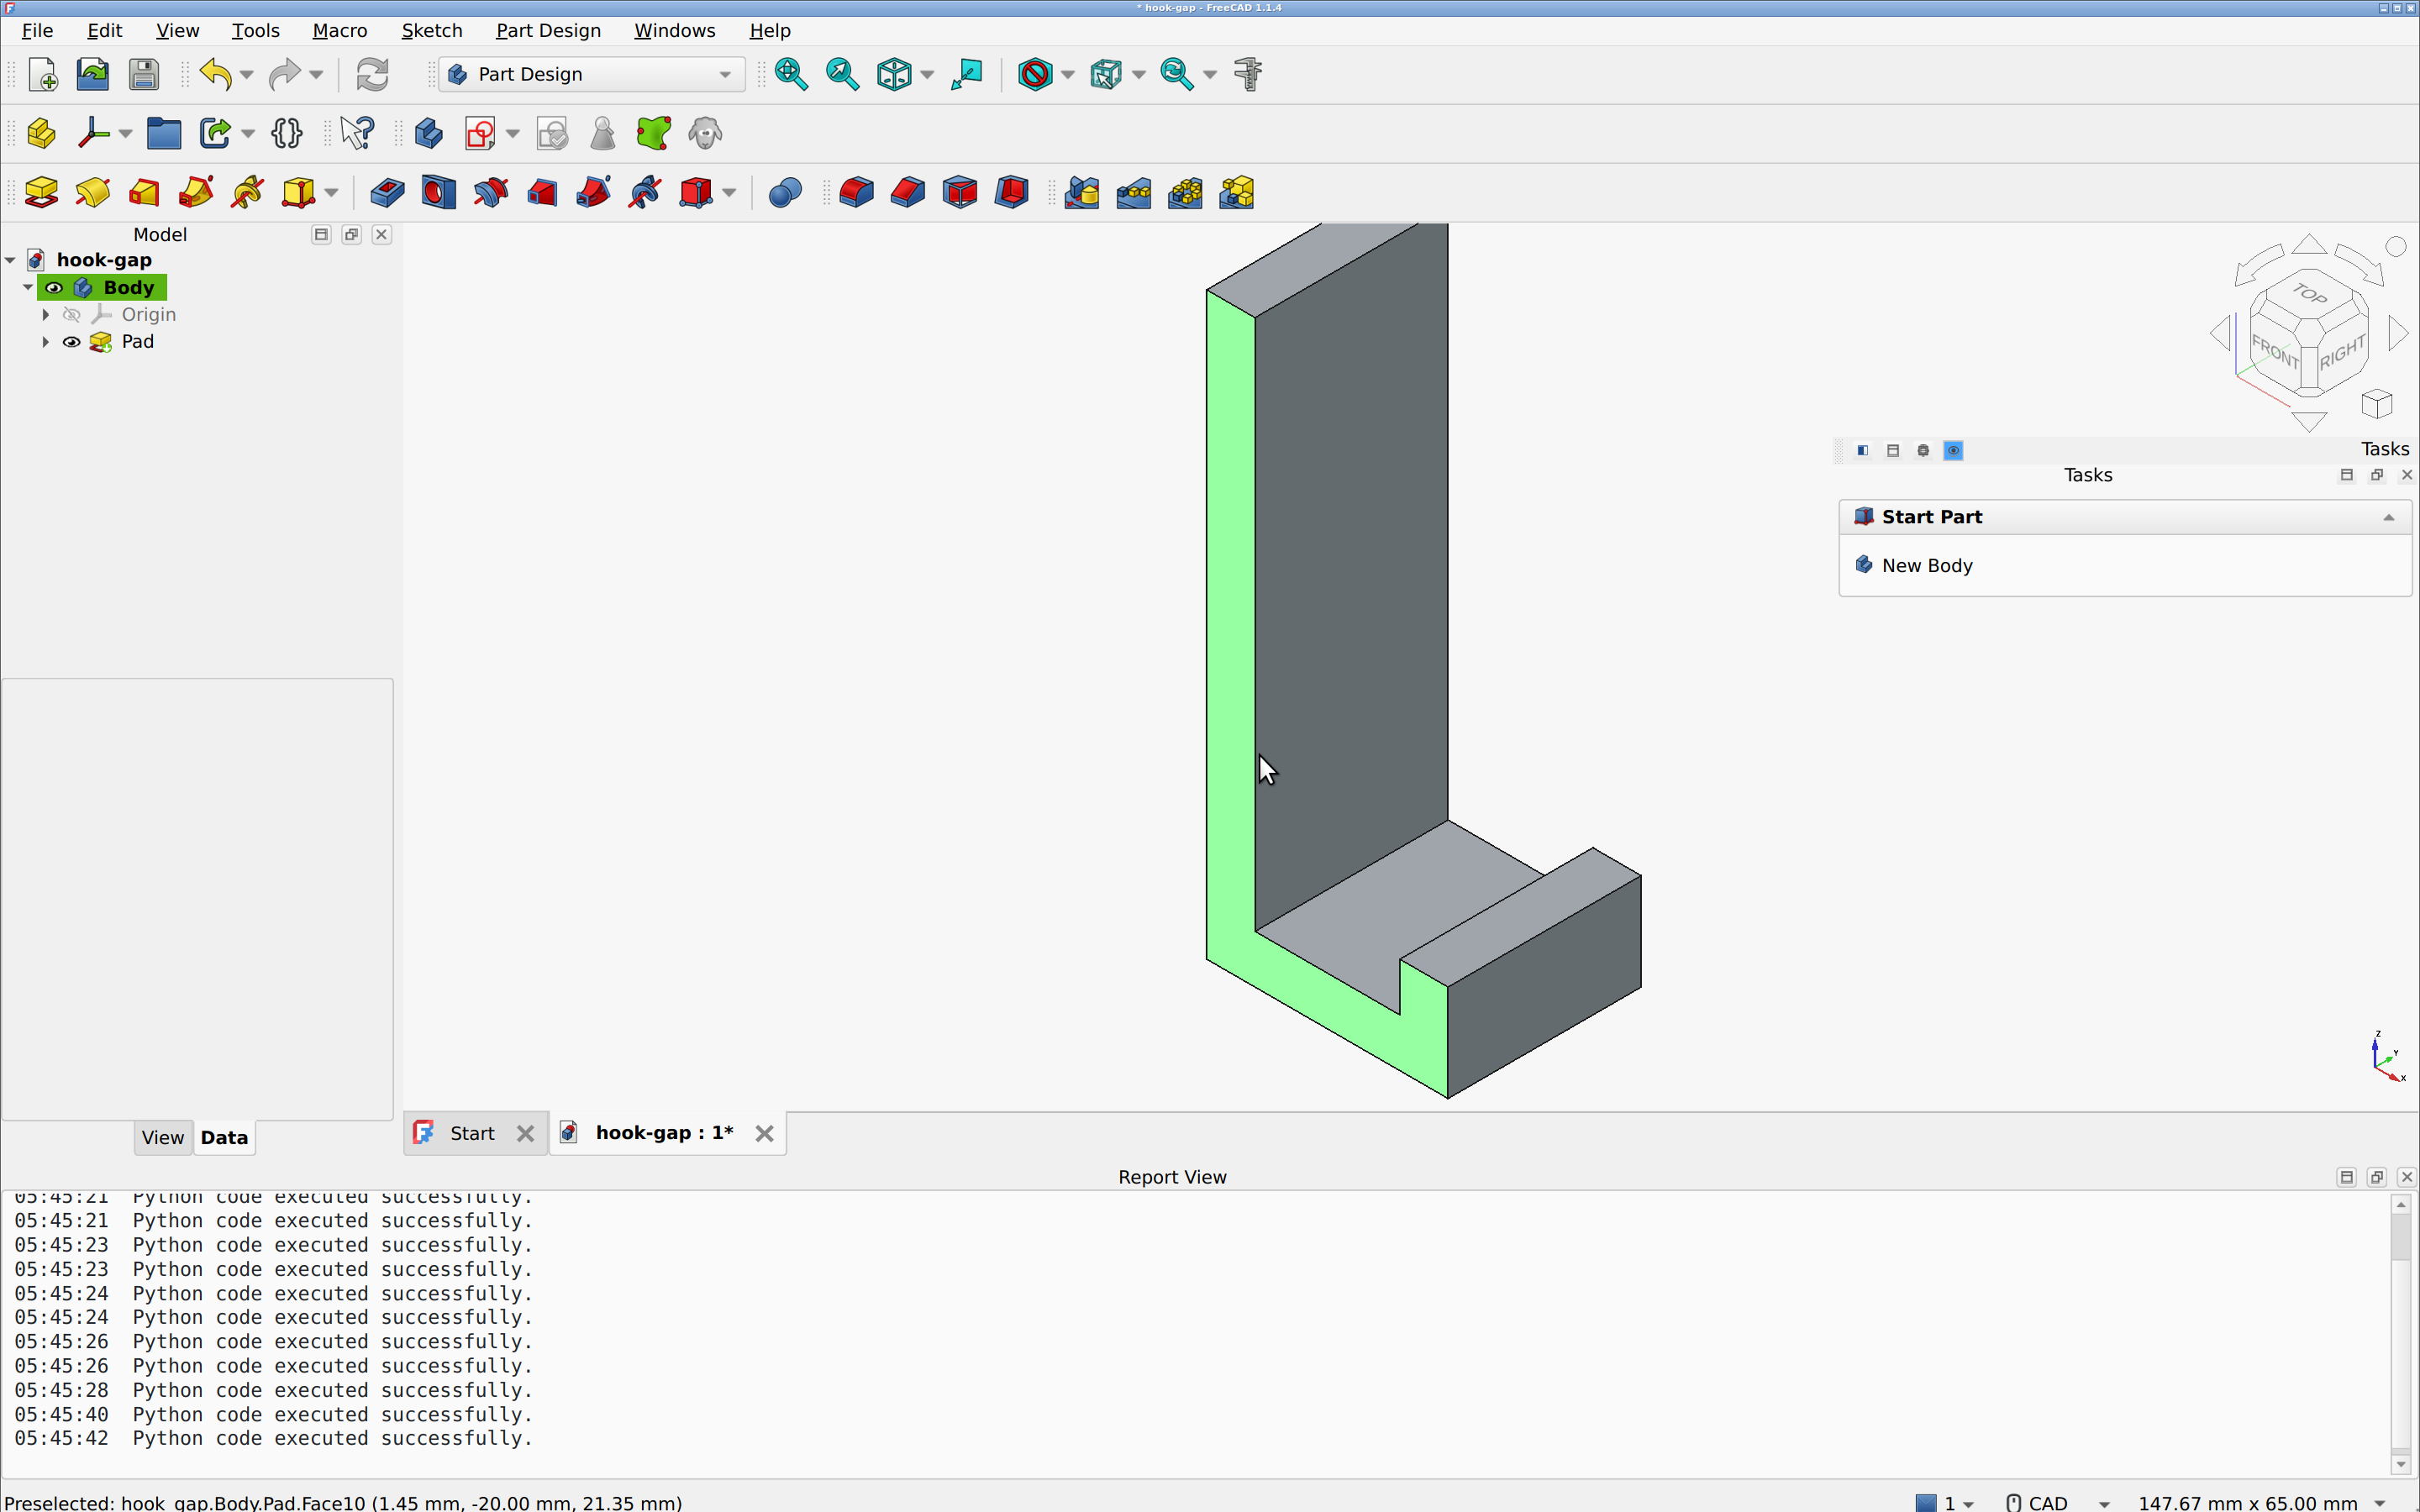 * hook-gap - FreeCAD 1.1.4
File Edit View Tools Macro Sketch Part Design Windows Help
Part Design
Model
hook-gap
Body
Origin
Pad
TOP
FRONT
RIGHT
Tasks
Tasks
Start Part
New Body
Z
Y
X
View Data
Start
hook-gap : 1*
Report View
05:45:21 Python code executed successfully.
05:45:21 Python code executed successfully.
05:45:23 Python code executed successfully.
05:45:23 Python code executed successfully.
05:45:24 Python code executed successfully.
05:45:24 Python code executed successfully.
05:45:26 Python code executed successfully.
05:45:26 Python code executed successfully.
05:45:28 Python code executed successfully.
05:45:40 Python code executed successfully.
05:45:42 Python code executed successfully.
Preselected: hook_gap.Body.Pad.Face10 (1.45 mm, -20.00 mm, 21.35 mm)
1 CAD 147.67 mm x 65.00 mm